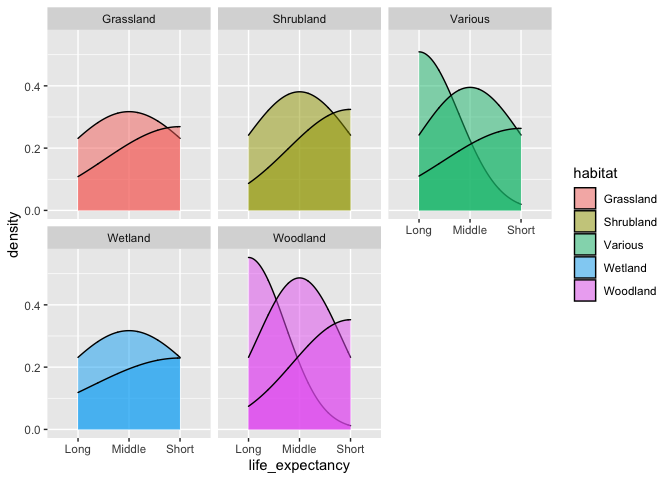 Grassland
Shrubland
Various
0.4
0.2
0.0
Long
Middle
Short
density
Wetland
Woodland
0.4
0.2
0.0
Long
Middle
Short
Long
Middle
Short
life_expectancy
habitat
Grassland
Shrubland
Various
Wetland
Woodland